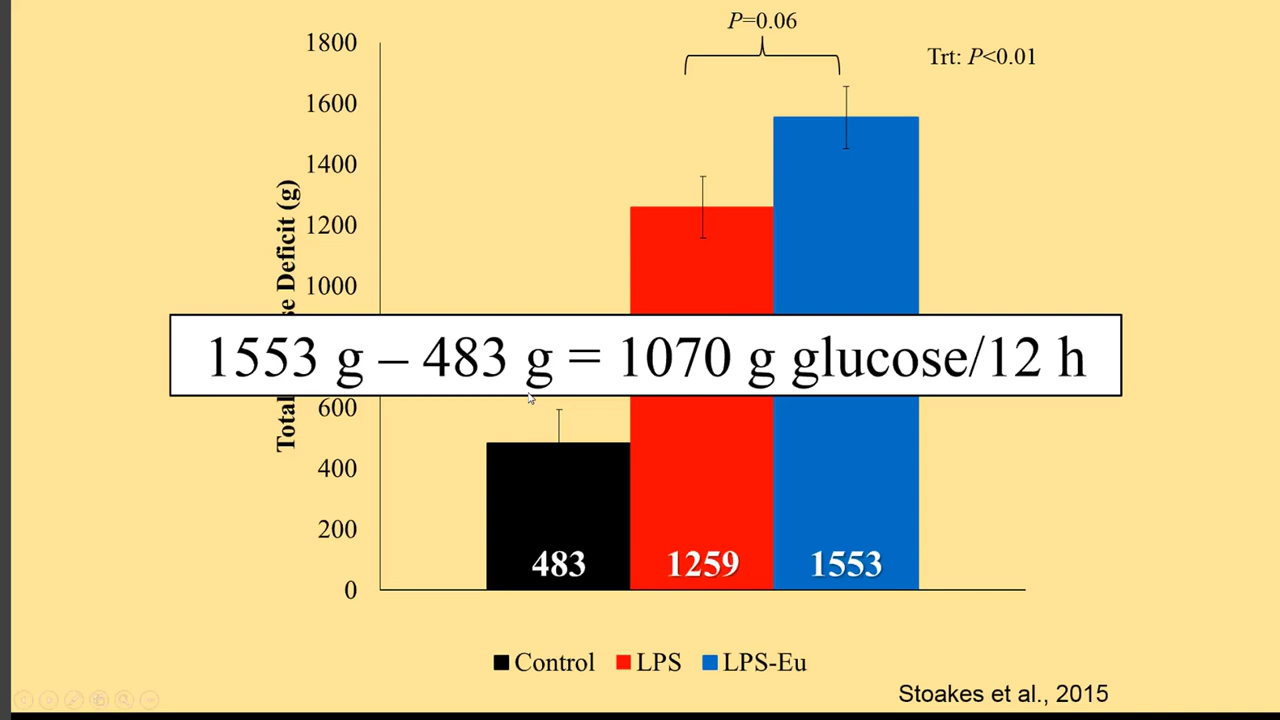 P=0.06
Trt: P<0.01
1800
1600
1400
1200
1000
600
400
200
0
Total
se Deficit (g)
1553 g – 483 g = 1070 g glucose/12 h
483
1259
1553
Control
LPS
LPS-Eu
Stoakes et al., 2015